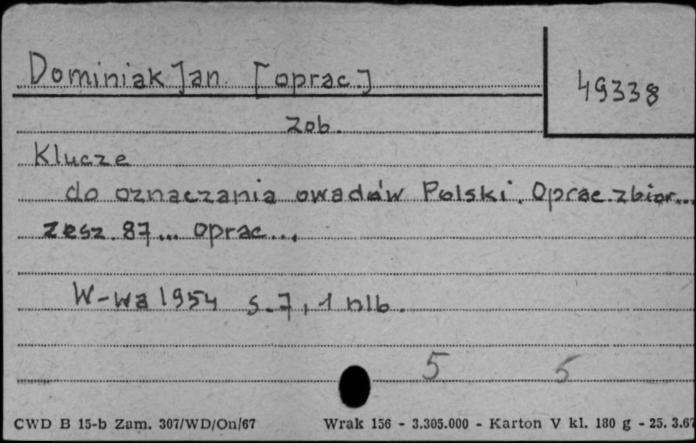 Dominiak Jan [oprac.]
49338
zob.
Klucze
do oznaczania owadów Polski. Oprac. zbior...
zesz. 87... oprac...
W-wa 1954 s. 7, 1 nlb.
5 5
CWD B 15-b Zam. 307/WD/On/67 Wrak 156 - 3.305.000 - Karton V kl. 180 g - 25. 3.67